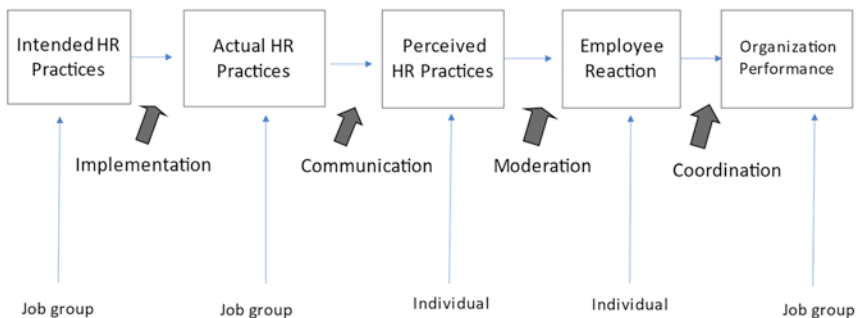 Intended HR
Practices
Actual HR
Practices
Perceived
HR Practices
Employee
Reaction
Organization
Performance
Implementation
Communication
Moderation
Coordination
Job group
Job group
Individual
Individual
Job group